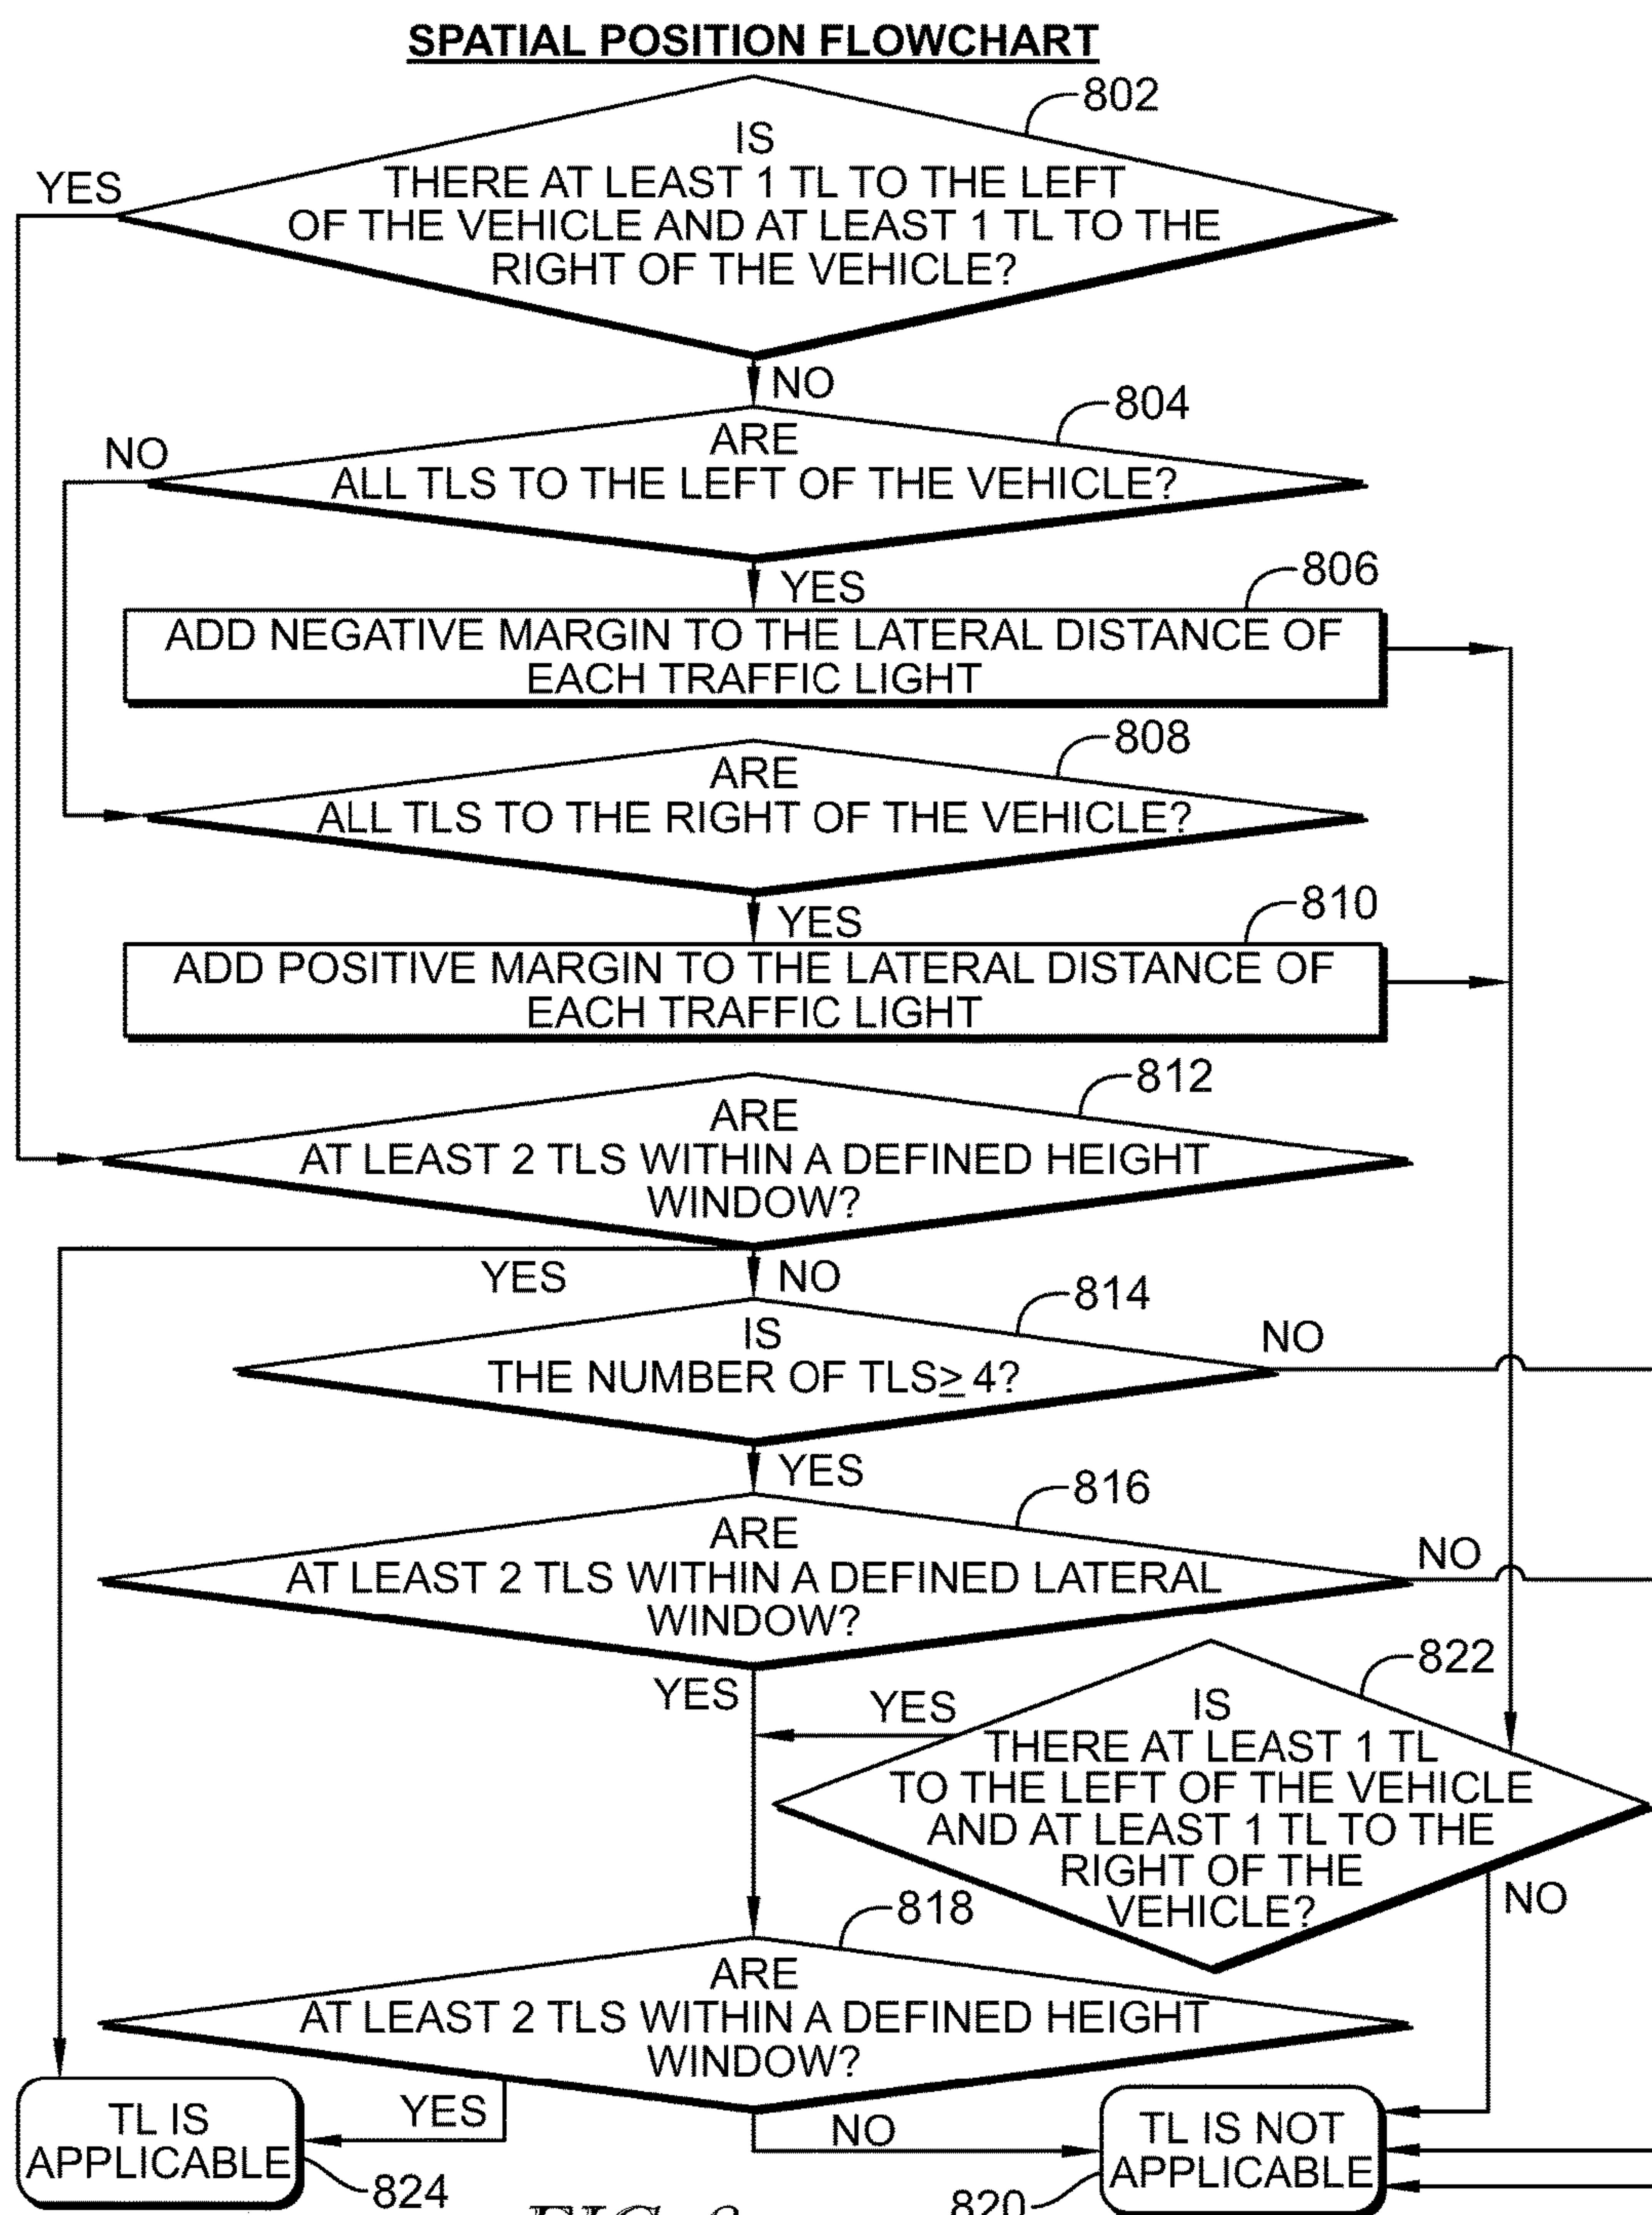 SPATIAL POSITION FLOWCHART
802
IS
THERE AT LEAST 1 TL TO THE LEFT
OF THE VEHICLE AND AT LEAST 1 TL TO THE
RIGHT OF THE VEHICLE?
YES
NO
804
ARE
ALL TLS TO THE LEFT OF THE VEHICLE?
NO
YES
806
ADD NEGATIVE MARGIN TO THE LATERAL DISTANCE OF
EACH TRAFFIC LIGHT
808
ARE
ALL TLS TO THE RIGHT OF THE VEHICLE?
YES
810
ADD POSITIVE MARGIN TO THE LATERAL DISTANCE OF
EACH TRAFFIC LIGHT
812
ARE
AT LEAST 2 TLS WITHIN A DEFINED HEIGHT
WINDOW?
YES
NO
814
IS
THE NUMBER OF TLS≥ 4?
NO
YES
816
ARE
AT LEAST 2 TLS WITHIN A DEFINED LATERAL
WINDOW?
NO
YES
822
IS
THERE AT LEAST 1 TL
TO THE LEFT OF THE VEHICLE
AND AT LEAST 1 TL TO THE
RIGHT OF THE
VEHICLE?
YES
NO
818
ARE
AT LEAST 2 TLS WITHIN A DEFINED HEIGHT
WINDOW?
YES
NO
TL IS
APPLICABLE
824
TL IS NOT
APPLICABLE
820